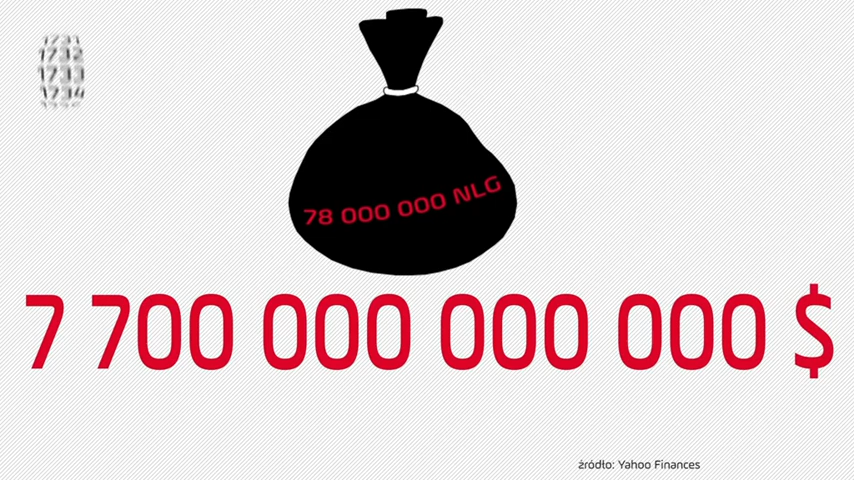 1731
1732
1733
1734
78 000 000 NLG
7 700 000 000 000 $
źródło: Yahoo Finances